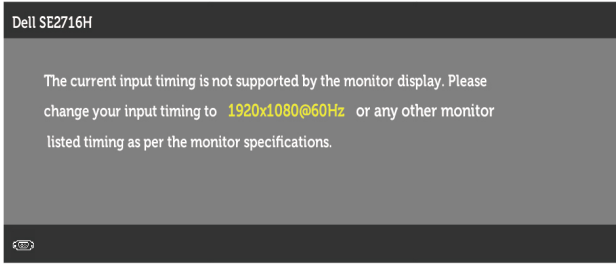 Dell SE2716H
The current input timing is not supported by the monitor display. Please
change your input timing to 1920x1080@60Hz or any other monitor
listed timing as per the monitor specifications.